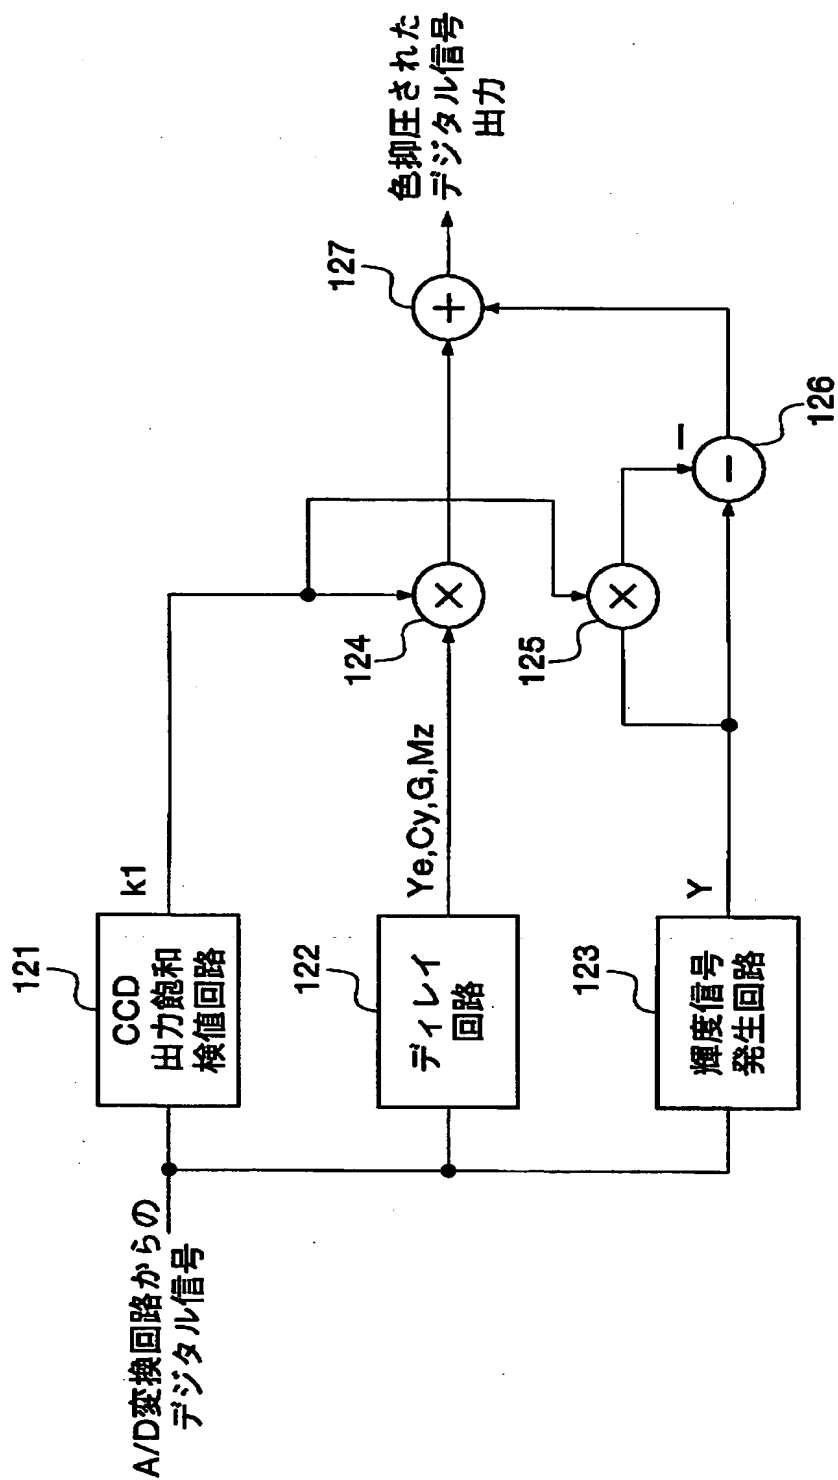 A/D変換回路からの
デジタル信号
121
CCD
出力飽和
検値回路
k1
122
ディレイ
回路
Ye,Cy,G,Mz
123
輝度信号
発生回路
Y
124
×
125
×
126
−
−
127
+
色抑圧された
デジタル信号
出力